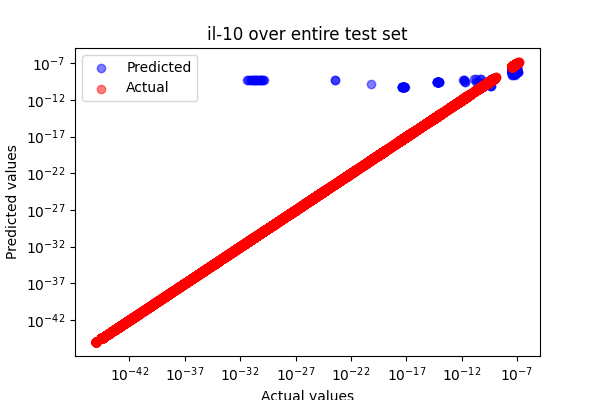 il-10 over entire test set
Predicted
Actual
Predicted values
10⁻⁷
10⁻¹²
10⁻¹⁷
10⁻²²
10⁻²⁷
10⁻³²
10⁻³⁷
10⁻⁴²
10⁻⁴² 10⁻³⁷ 10⁻³² 10⁻²⁷ 10⁻²² 10⁻¹⁷ 10⁻¹² 10⁻⁷
Actual values